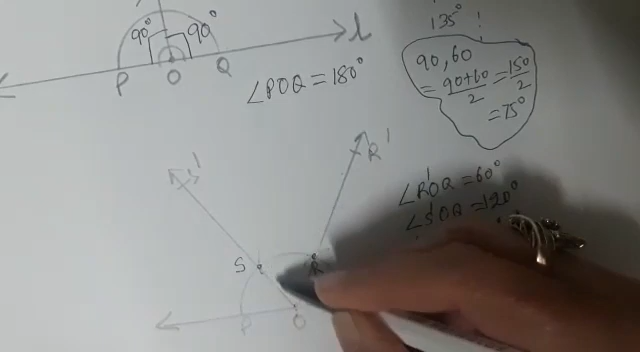 135° !
90° 90°
l
P O Q
∠POQ = 180°
90, 60
= 90+60/2 = 150/2
= 75°
S' R'
∠R'OQ = 60°
∠S'OQ = 120°
S R
P O